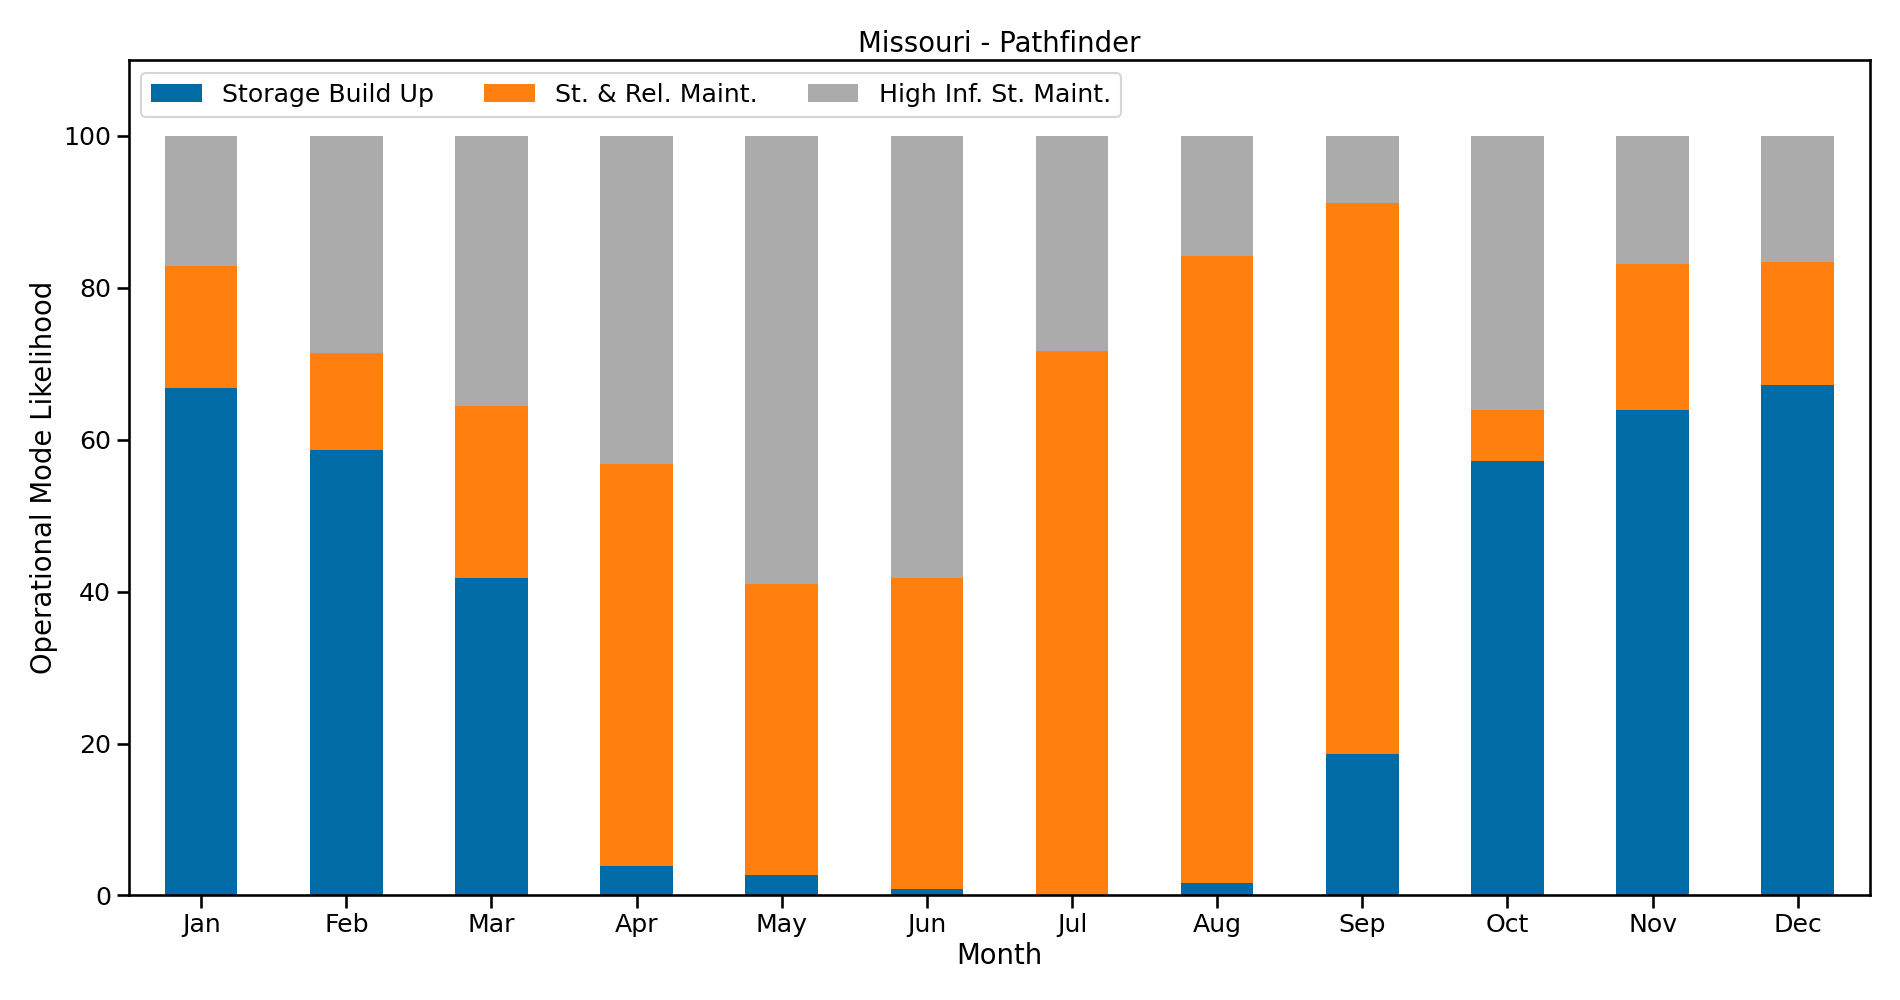 Missouri - Pathfinder
Storage Build Up St. & Rel. Maint. High Inf. St. Maint.
Operational Mode Likelihood
100
80
60
40
20
0
Jan Feb Mar Apr May Jun Jul Aug Sep Oct Nov Dec
Month